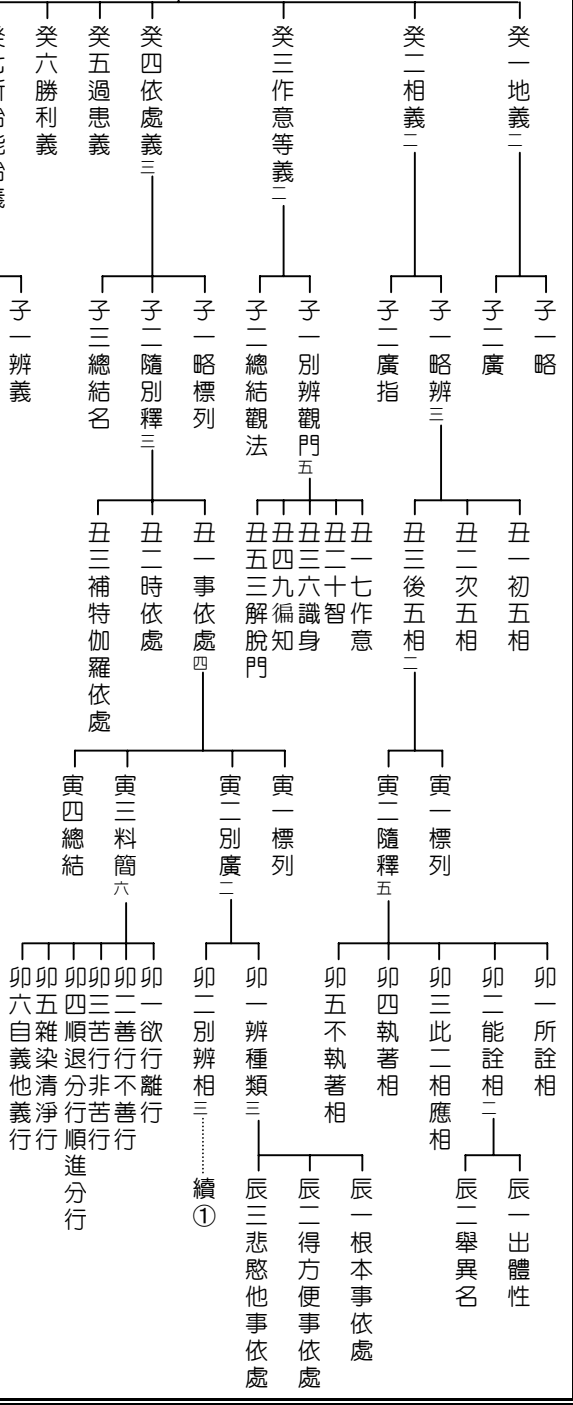 癸一地義二
癸二相義二
癸三作意等義二
癸四依處義三
癸五過患義
癸六勝利義
子一略
子二廣
子一略辨三
子二廣指
子一別辨觀門五
子二總結觀法
子一略標列
子二隨別釋三
子三總結名
子一辨義
丑一初五相
丑二次五相
丑三後五相二
丑一七作意
丑二十智
丑三六識身
丑四九徧知
丑五三解脫門
丑一事依處四
丑二時依處
丑三補特伽羅依處
寅一標列
寅二隨釋五
寅一標列
寅二別廣二
寅三料簡六
寅四總結
卯一所詮相
卯二能詮相二
卯三此二相應相
卯四執著相
卯五不執著相
卯一辨種類三
卯二別辨相三
續①
卯一欲行離行
卯二善行不善行
卯三苦行非苦行
卯四順退分行順進分行
卯五雜染清淨行
卯六自義他義行
辰一出體性
辰二舉異名
辰一根本事依處
辰二得方便事依處
辰三悲愍他事依處